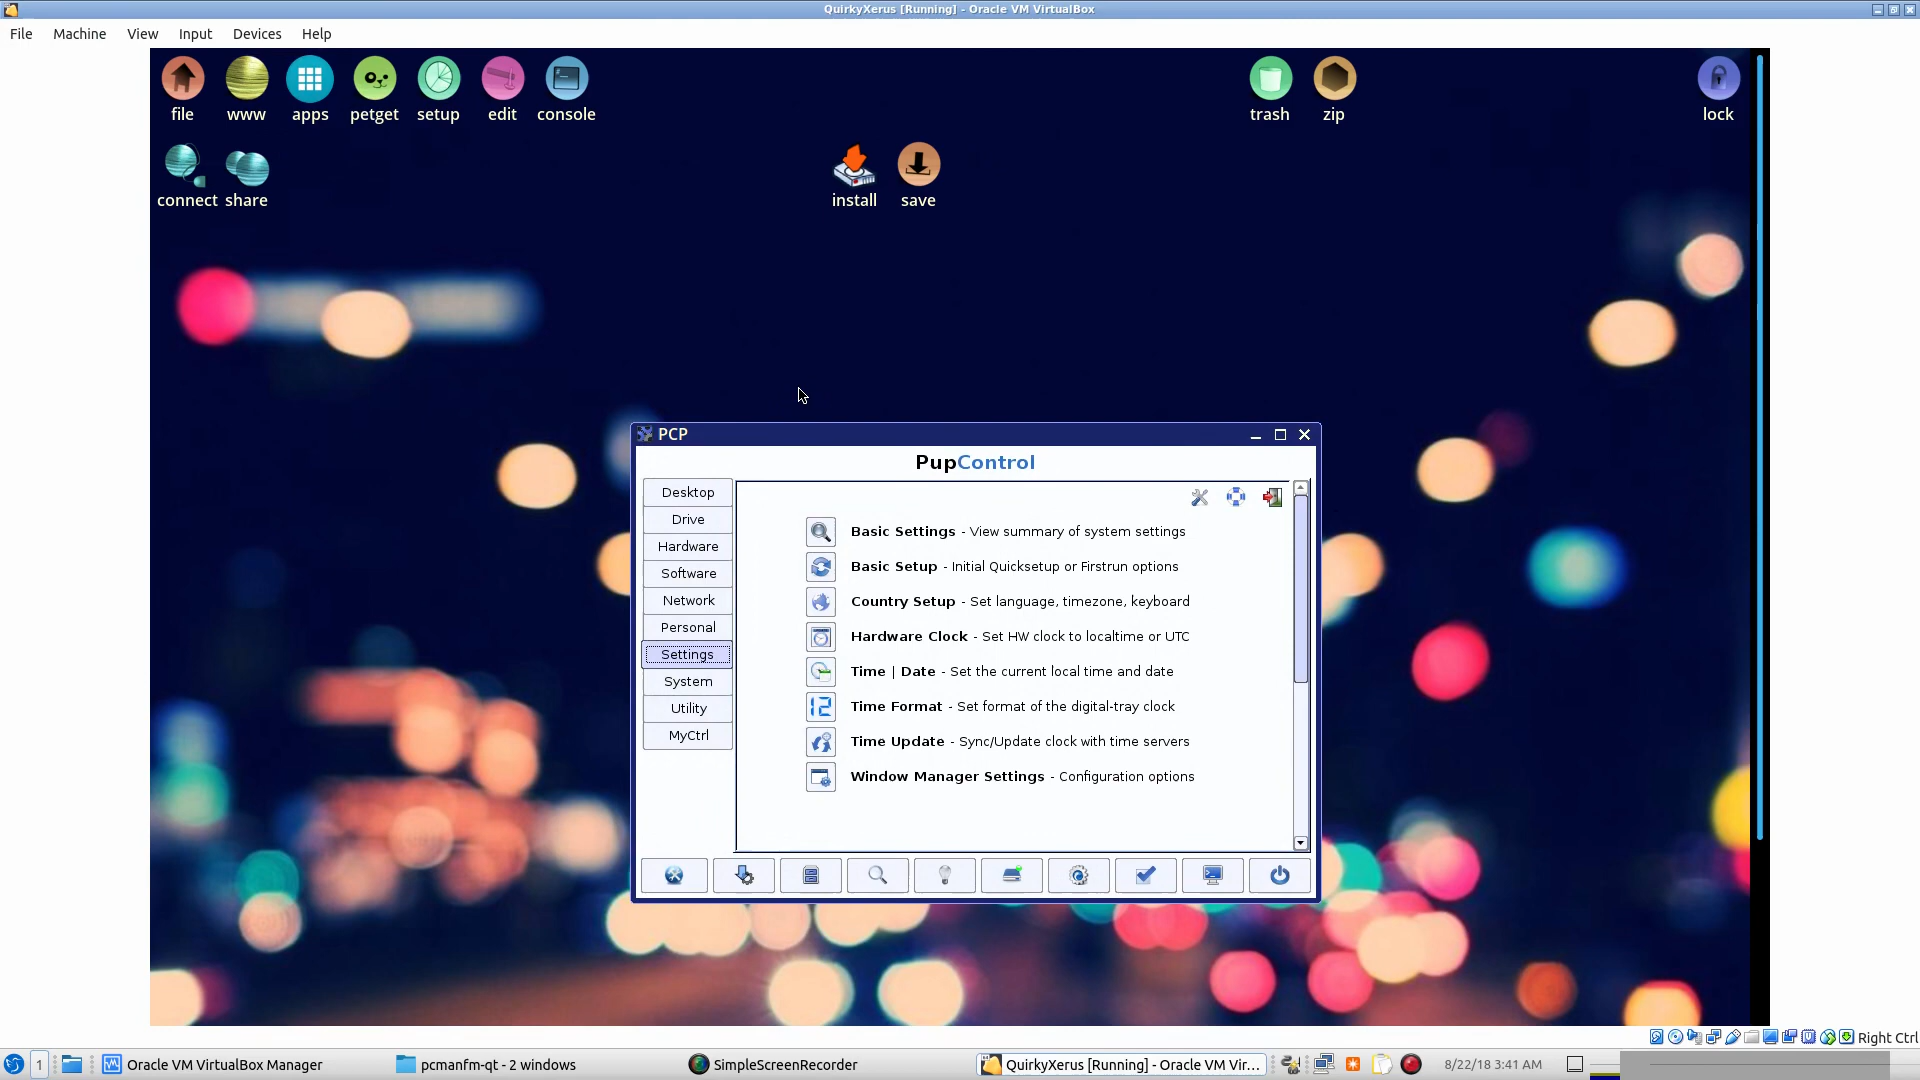 QuirkyXerus [Running] - Oracle VM VirtualBox
File Machine View Input Devices Help
file www apps petget setup edit console trash zip lock
connect share install save
PCP
PupControl
Desktop
Drive
Hardware
Software
Network
Personal
Settings
System
Utility
MyCtrl
Basic Settings - View summary of system settings
Basic Setup - Initial Quicksetup or Firstrun options
Country Setup - Set language, timezone, keyboard
Hardware Clock - Set HW clock to localtime or UTC
Time | Date - Set the current local time and date
12
Time Format - Set format of the digital-tray clock
Time Update - Sync/Update clock with time servers
Window Manager Settings - Configuration options
Right Ctrl
1 Oracle VM VirtualBox Manager pcmanfm-qt - 2 windows SimpleScreenRecorder QuirkyXerus [Running] - Oracle VM Vir... 8/22/18 3:41 AM